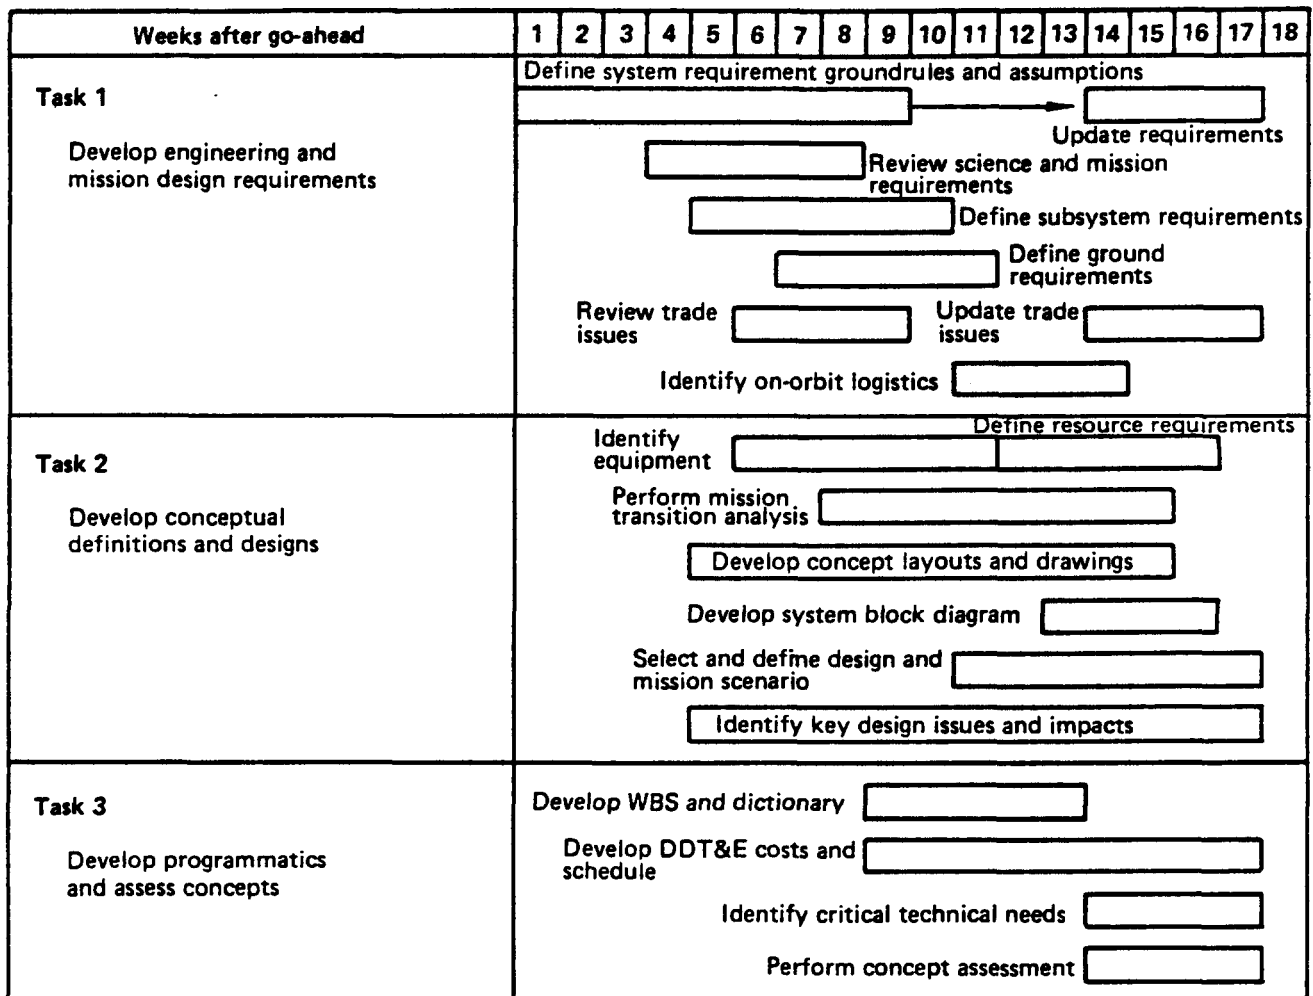 Weeks after go-ahead 1 2 3 4 5 6 7 8 9 10 11 12 13 14 15 16 17 18
Task 1
Develop engineering and
mission design requirements
Define system requirement groundrules and assumptions
Update requirements
Review science and mission
requirements
Define subsystem requirements
Define ground
requirements
Review trade
issues
Update trade
issues
Identify on-orbit logistics
Task 2
Develop conceptual
definitions and designs
Define resource requirements
Identify
equipment
Perform mission
transition analysis
Develop concept layouts and drawings
Develop system block diagram
Select and define design and
mission scenario
Identify key design issues and impacts
Task 3
Develop programmatics
and assess concepts
Develop WBS and dictionary
Develop DDT&E costs and
schedule
Identify critical technical needs
Perform concept assessment